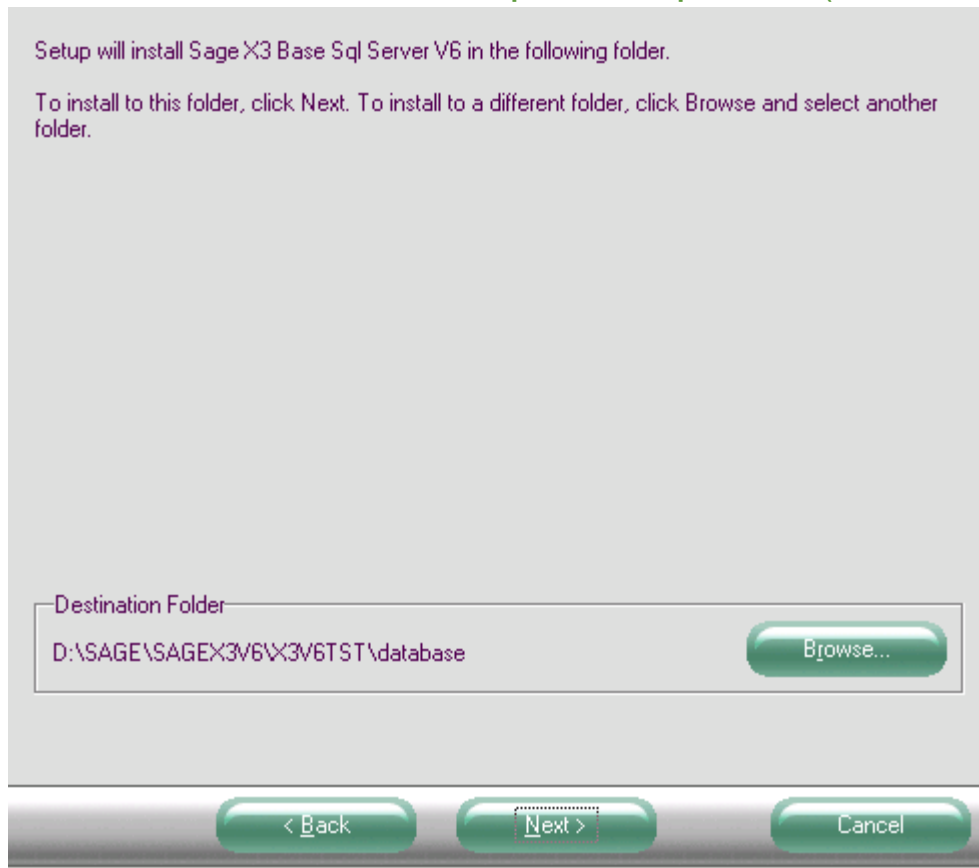 Setup will install Sage X3 Base Sql Server V6 in the following folder.
To install to this folder, click Next. To install to a different folder, click Browse and select another
folder.
Destination Folder
D:\SAGE\SAGEX3V6\X3V6TST\database
Browse...
< Back
Next >
Cancel